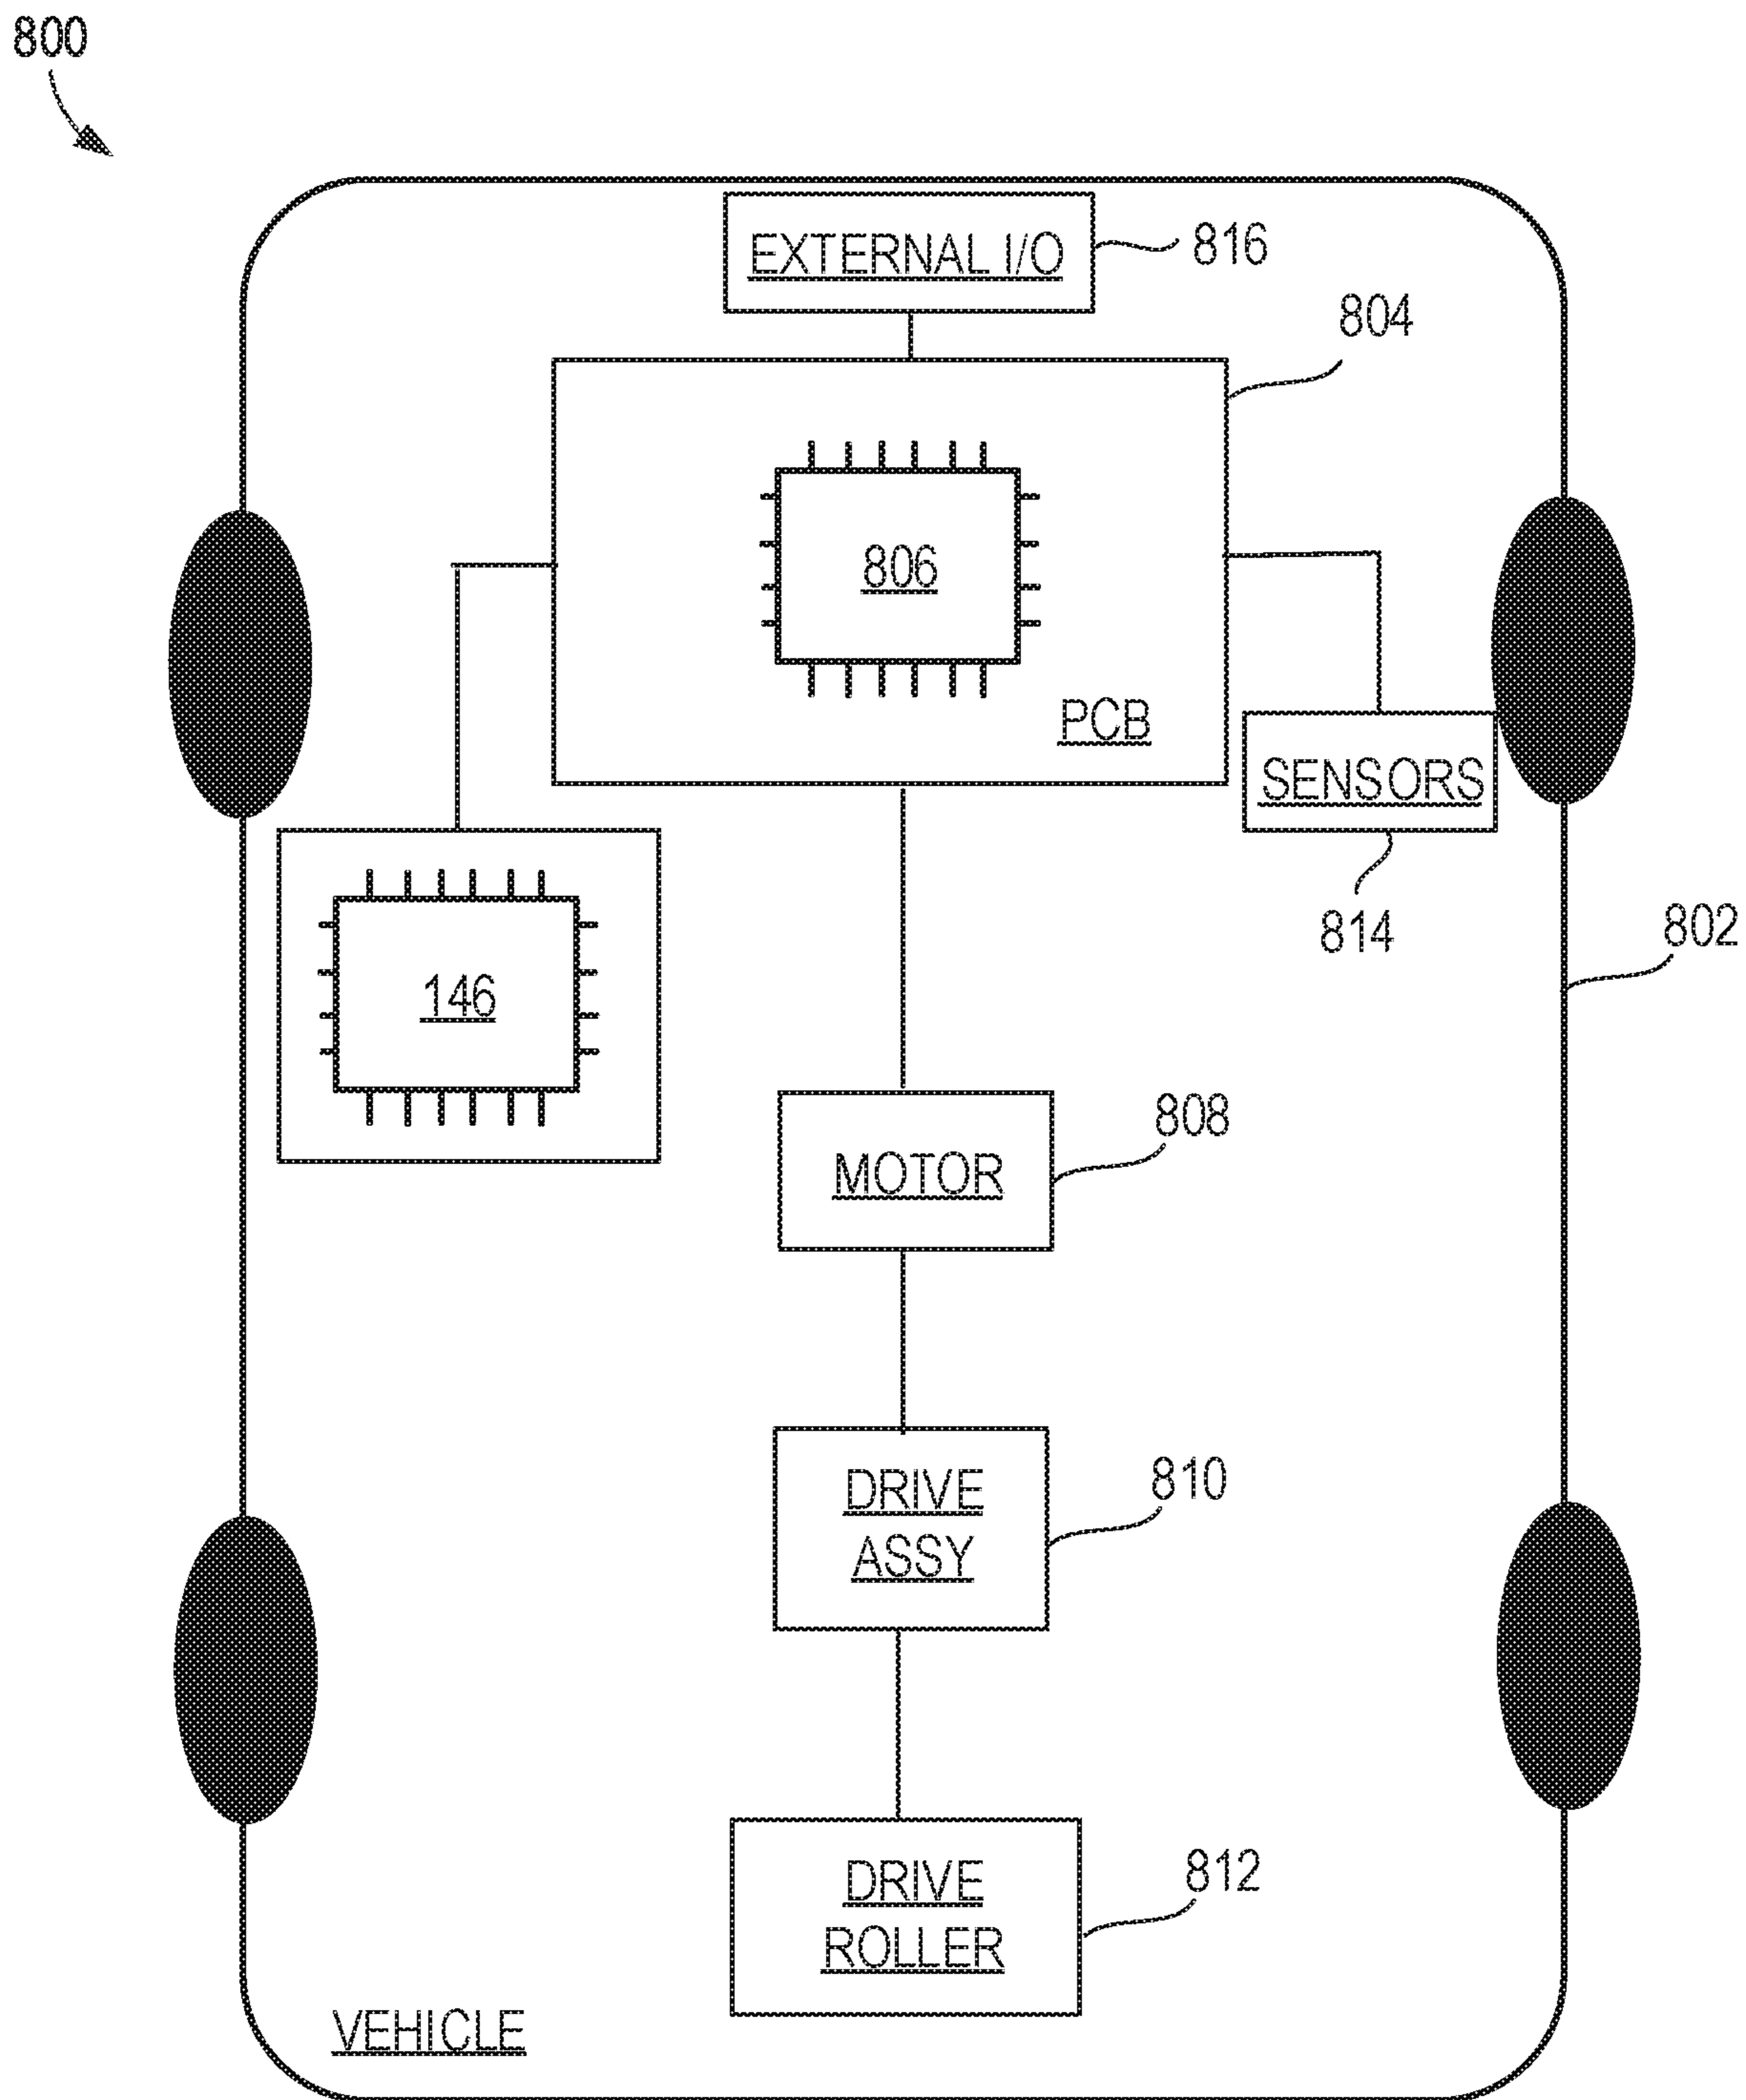 800
EXTERNAL I/O
816
804
806
PCB
SENSORS
814
802
146
808
MOTOR
810
DRIVE
ASSY
812
DRIVE
ROLLER
VEHICLE